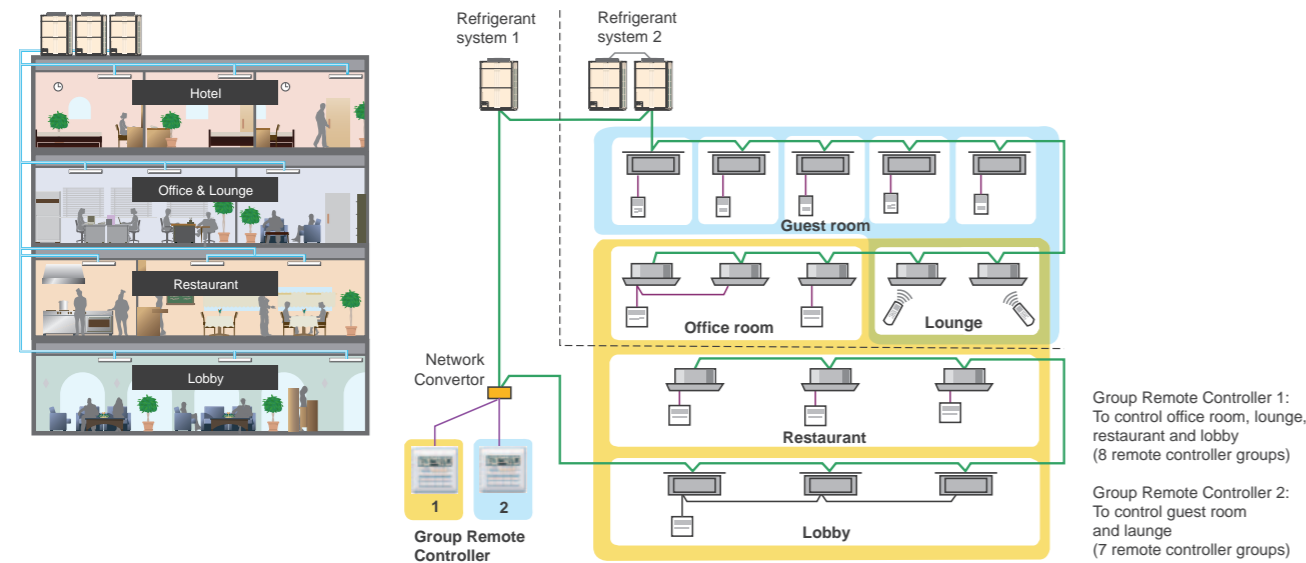 Hotel
Office & Lounge
Restaurant
Lobby
Refrigerant
system 1
Refrigerant
system 2
Guest room
Office room
Lounge
Restaurant
Lobby
Network
Convertor
1
2
Group Remote
Controller
Group Remote Controller 1:
To control office room, lounge,
restaurant and lobby
(8 remote controller groups)
Group Remote Controller 2:
To control guest room
and launge
(7 remote controller groups)